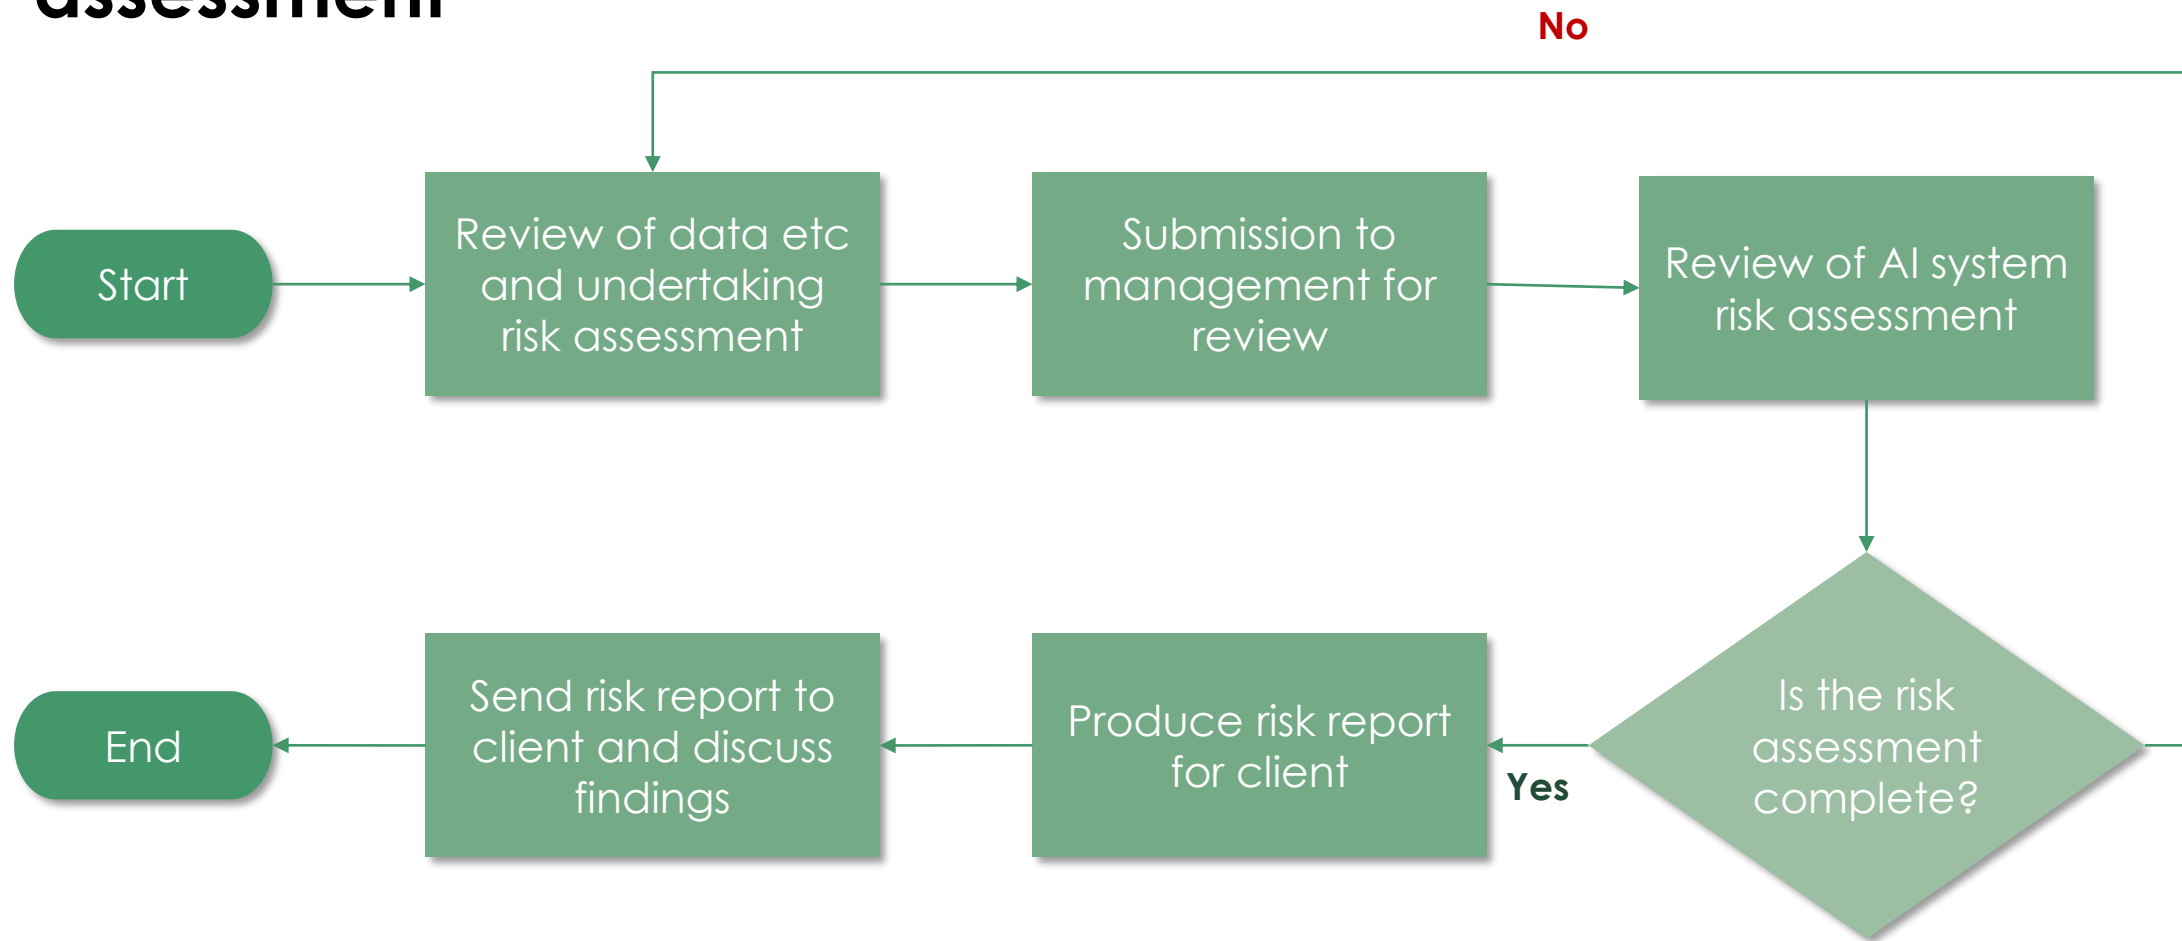 assessment
No
Start
Review of data etc
and undertaking
risk assessment
Submission to
management for
review
Review of AI system
risk assessment
End
Send risk report to
client and discuss
findings
Produce risk report
for client
Yes
Is the risk
assessment
complete?